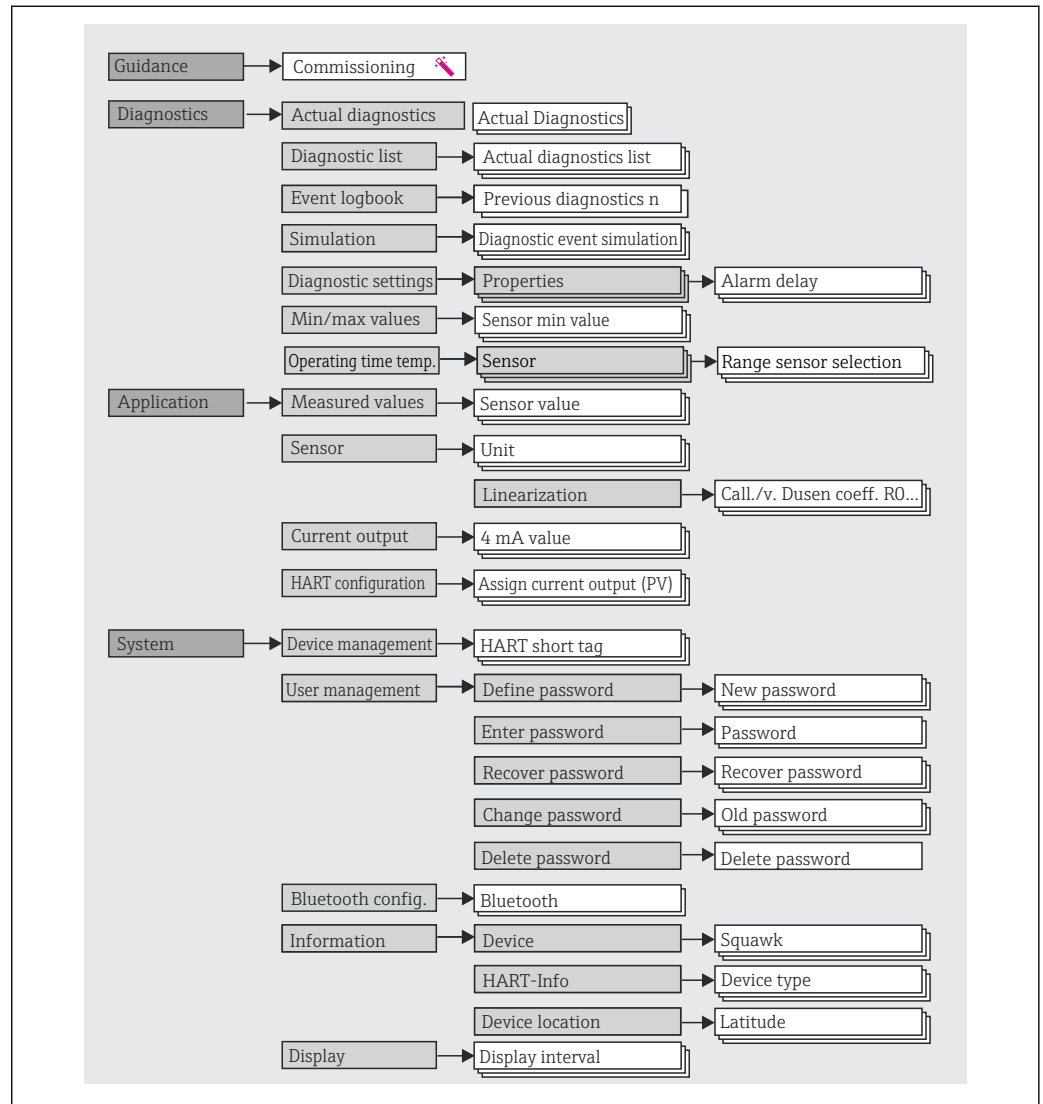 Guidance Commissioning
Diagnostics Actual diagnostics Actual Diagnostics
Diagnostic list Actual diagnostics list
Event logbook Previous diagnostics n
Simulation Diagnostic event simulation
Diagnostic settings Properties Alarm delay
Min/max values Sensor min value
Operating time temp. Sensor Range sensor selection
Application Measured values Sensor value
Sensor Unit
Linearization Call./v. Dusen coeff. R0...
Current output 4 mA value
HART configuration Assign current output (PV)
System Device management HART short tag
User management Define password New password
Enter password Password
Recover password Recover password
Change password Old password
Delete password Delete password
Bluetooth config. Bluetooth
Information Device Squawk
HART-Info Device type
Device location Latitude
Display Display interval